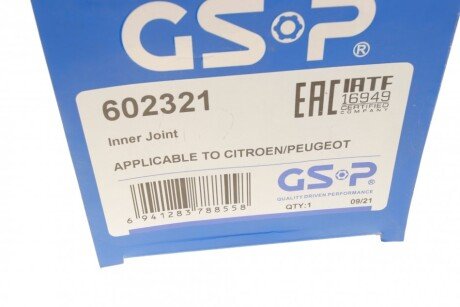 GSP®
602321
EAC IATF
16949
CERTIFIED
COMPANY
Inner Joint
APPLICABLE TO CITROEN/PEUGEOT
GSP
QUALITY DRIVEN PERFORMANCE
6 941283 788558
QTY:1
09/21